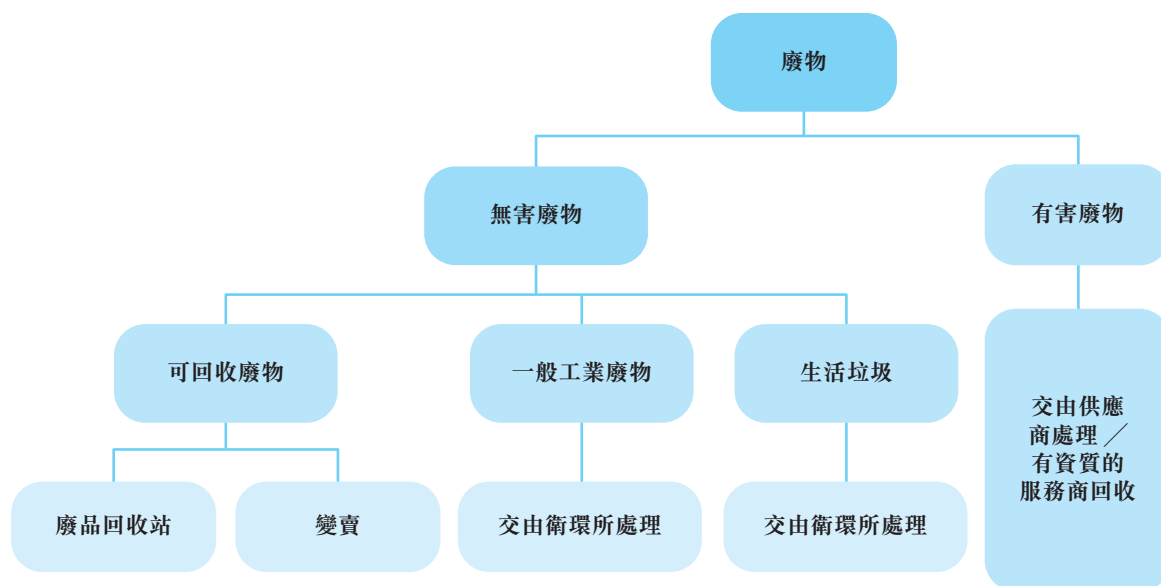 廢物
無害廢物
有害廢物
可回收廢物
一般工業廢物
生活垃圾
交由供應
商處理／
有資質的
服務商回收
廢品回收站
變賣
交由衛環所處理
交由衛環所處理